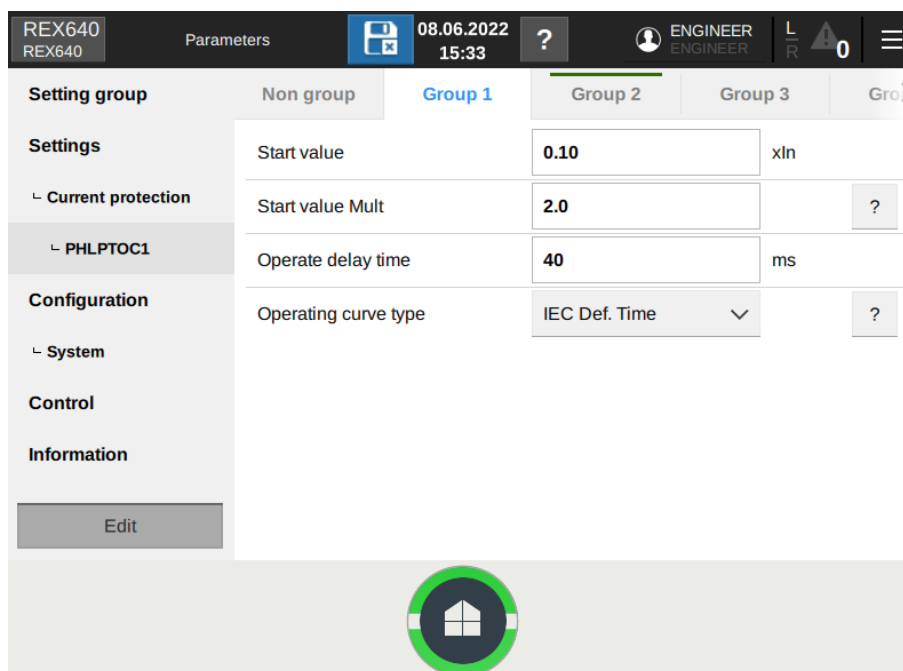 REX640
REX640
Parameters
08.06.2022
15:33
?
ENGINEER
ENGINEER
L
R
0
Setting group
Settings
Current protection
PHLPTOC1
Configuration
System
Control
Information
Edit
Non group
Group 1
Group 2
Group 3
Gro
Start value
0.10
xIn
Start value Mult
2.0
?
Operate delay time
40
ms
Operating curve type
IEC Def. Time
?